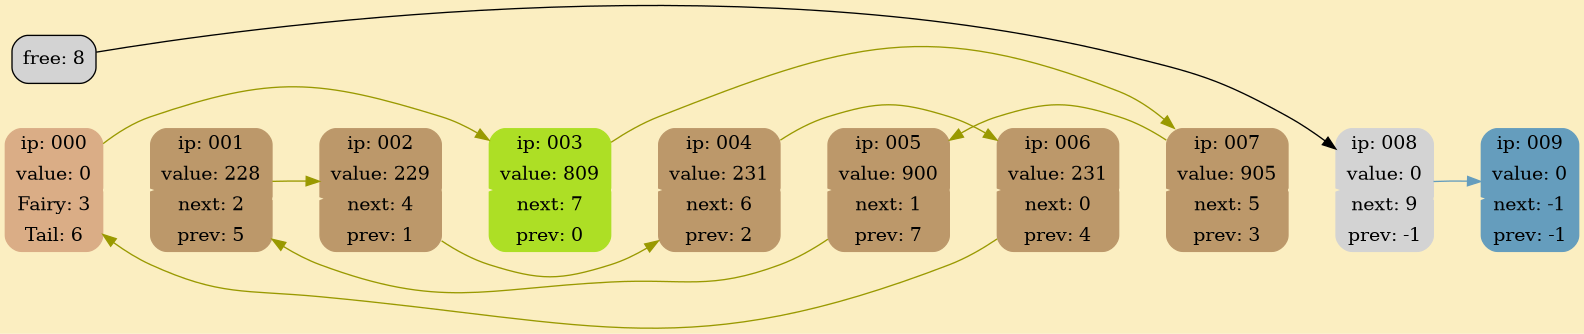 free: 8
ip: 000
value: 0
Fairy: 3
Tail: 6
ip: 001
value: 228
next: 2
prev: 5
ip: 002
value: 229
next: 4
prev: 1
ip: 003
value: 809
next: 7
prev: 0
ip: 004
value: 231
next: 6
prev: 2
ip: 005
value: 900
next: 1
prev: 7
ip: 006
value: 231
next: 0
prev: 4
ip: 007
value: 905
next: 5
prev: 3
ip: 008
value: 0
next: 9
prev: -1
ip: 009
value: 0
next: -1
prev: -1